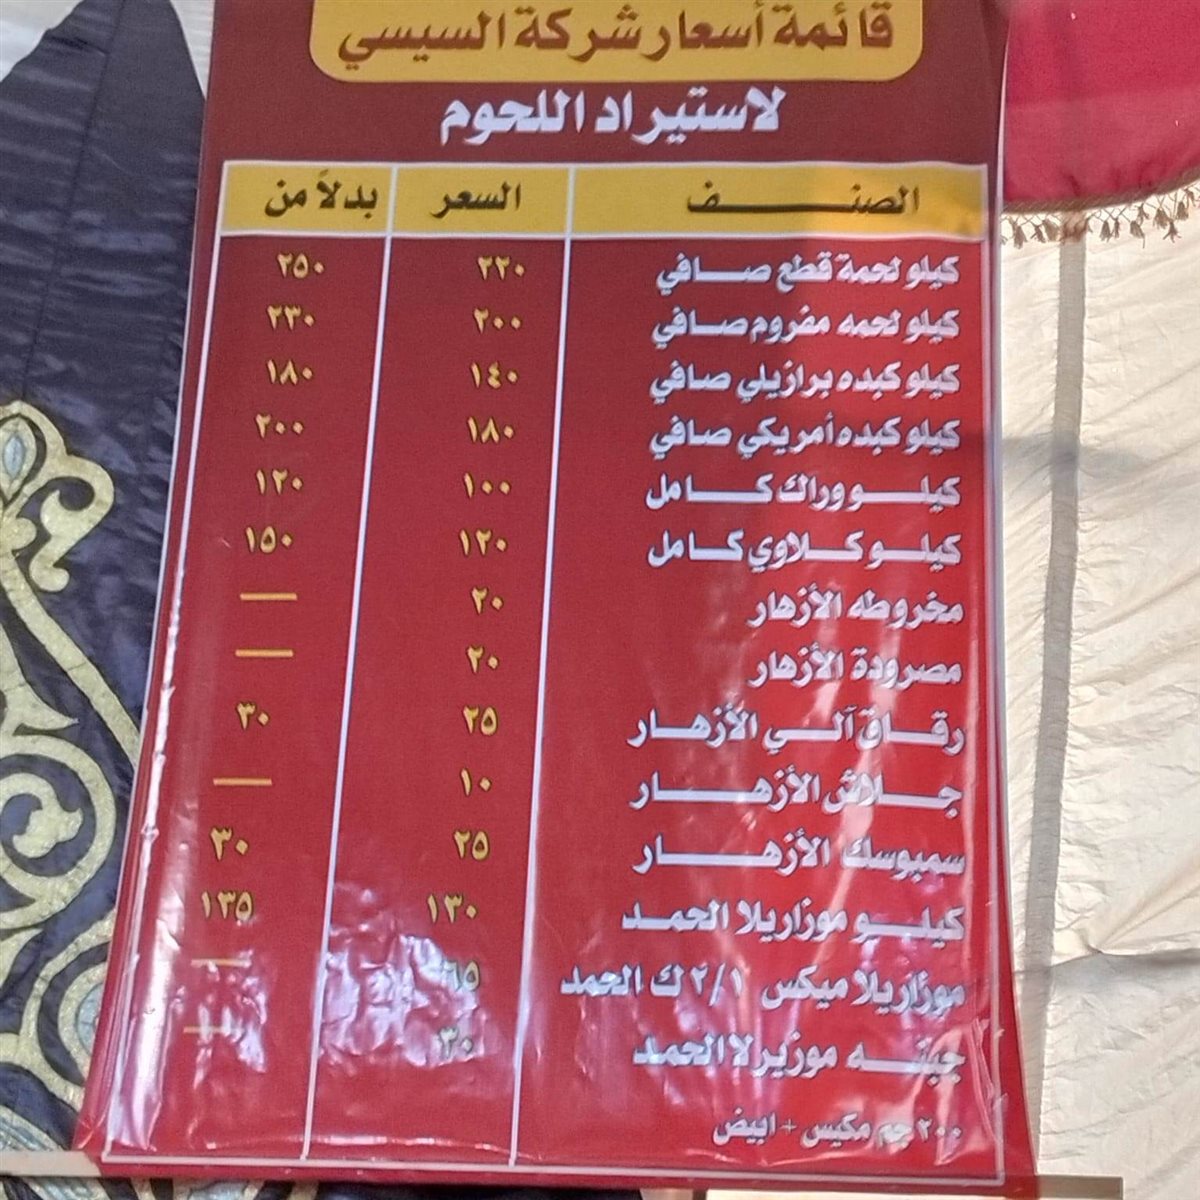 قائمة أسعار شركة السيسي
لاستيراد اللحوم
الصنف السعر بدلاً من
كيلو لحمة قطع صافي ٢٢٠ ٢٥٠
كيلو لحمه مفروم صافي ٢٠٠ ٢٣٠
كيلو كبده برازيلي صافي ١٤٠ ١٨٠
كيلو كبده أمريكي صافي ١٨٠ ٢٠٠
كيلو وراك كامل ١٠٠ ١٢٠
كيلو كلاوي كامل ١٢٠ ١٥٠
مخروطه الأزهار ٢٠ —
مصرودة الأزهار ٢٠ —
رقاق آلي الأزهار ٢٥ ٣٠
جلاش الأزهار ١٠ —
سمبوسك الأزهار ٢٥ ٣٠
كيلو موزاريلا الحمد ١٣٠ ١٣٥
موزاريلا ميكس ٢/١ ك الحمد ٦٥ —
جبنه موزيرلا الحمد ٣٠ —
٢٠٠ جم مكيس + ابيض